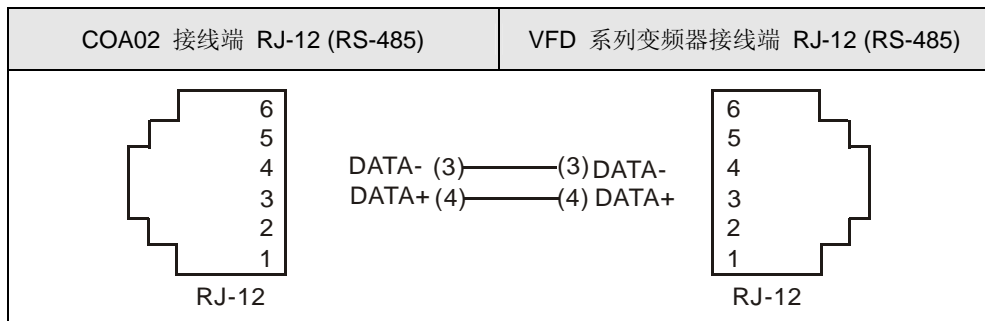 COA02 接线端 RJ-12 (RS-485)
VFD 系列变频器接线端 RJ-12 (RS-485)
6
5
4
3
2
1
RJ-12
DATA- (3) (3) DATA-
DATA+ (4) (4) DATA+
6
5
4
3
2
1
RJ-12